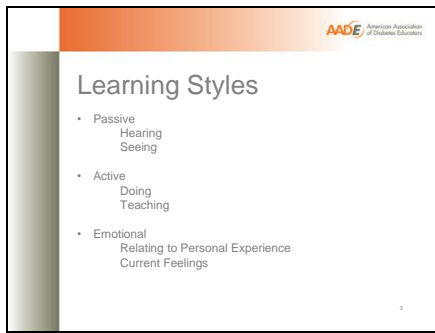 AADE American Association
of Diabetes Educators
Learning Styles
• Passive
Hearing
Seeing
• Active
Doing
Teaching
• Emotional
Relating to Personal Experience
Current Feelings
3